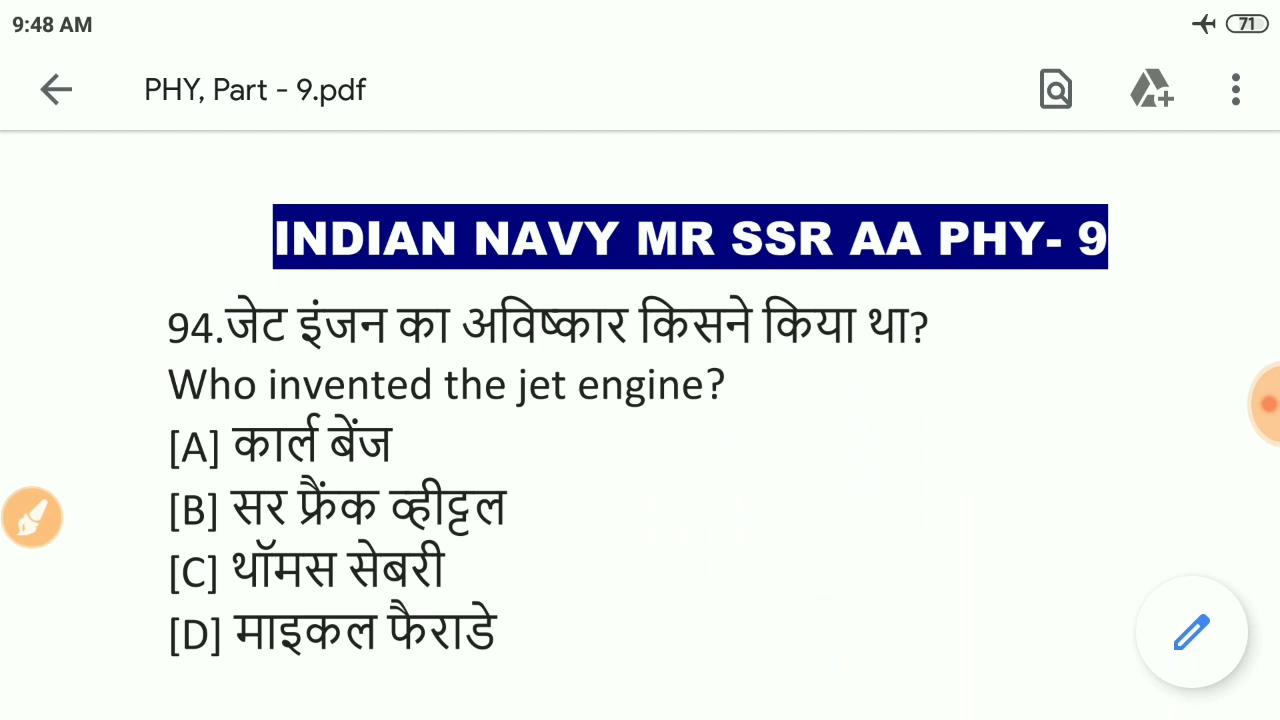 9:48 AM
71
PHY, Part - 9.pdf
INDIAN NAVY MR SSR AA PHY- 9
94.जेट इंजन का अविष्कार किसने किया था?
Who invented the jet engine?
[A] कार्ल बेंज
[B] सर फ्रैंक व्हीट्टल
[C] थॉमस सेबरी
[D] माइकल फैराडे